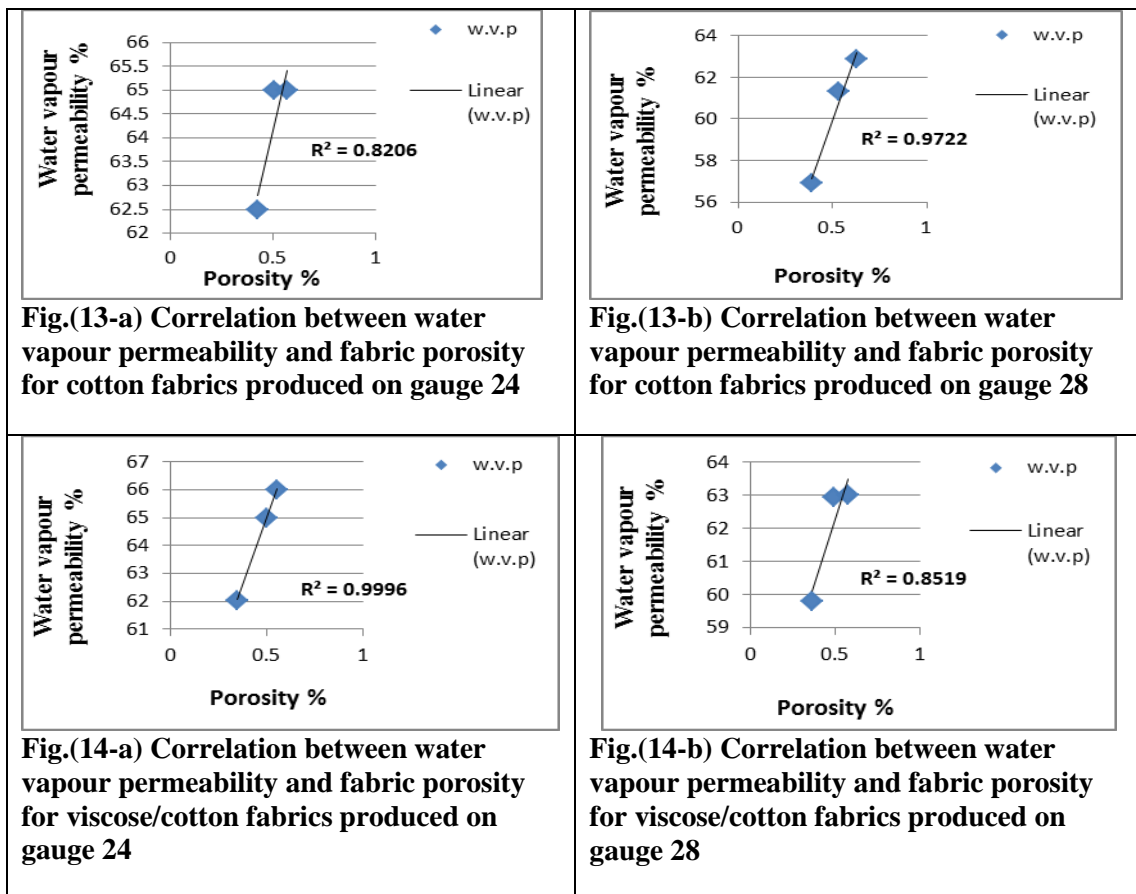 Water vapour
permeability %
66
65.5
65
64.5
64
63.5
63
62.5
62
0
0.5
1
Porosity %
R² = 0.8206
w.v.p
Linear
(w.v.p)
Fig.(13-a) Correlation between water
vapour permeability and fabric porosity
for cotton fabrics produced on gauge 24
Water vapour
permeability %
64
62
60
58
56
0
0.5
1
Porosity %
R² = 0.9722
w.v.p
Linear
(w.v.p)
Fig.(13-b) Correlation between water
vapour permeability and fabric porosity
for cotton fabrics produced on gauge 28
Water vapour
permeability %
67
66
65
64
63
62
61
0
0.5
1
Porosity %
R² = 0.9996
w.v.p
Linear
(w.v.p)
Fig.(14-a) Correlation between water
vapour permeability and fabric porosity
for viscose/cotton fabrics produced on
gauge 24
Water vapour
permeability %
64
63
62
61
60
59
0
0.5
1
Porosity %
R² = 0.8519
w.v.p
Linear
(w.v.p)
Fig.(14-b) Correlation between water
vapour permeability and fabric porosity
for viscose/cotton fabrics produced on
gauge 28